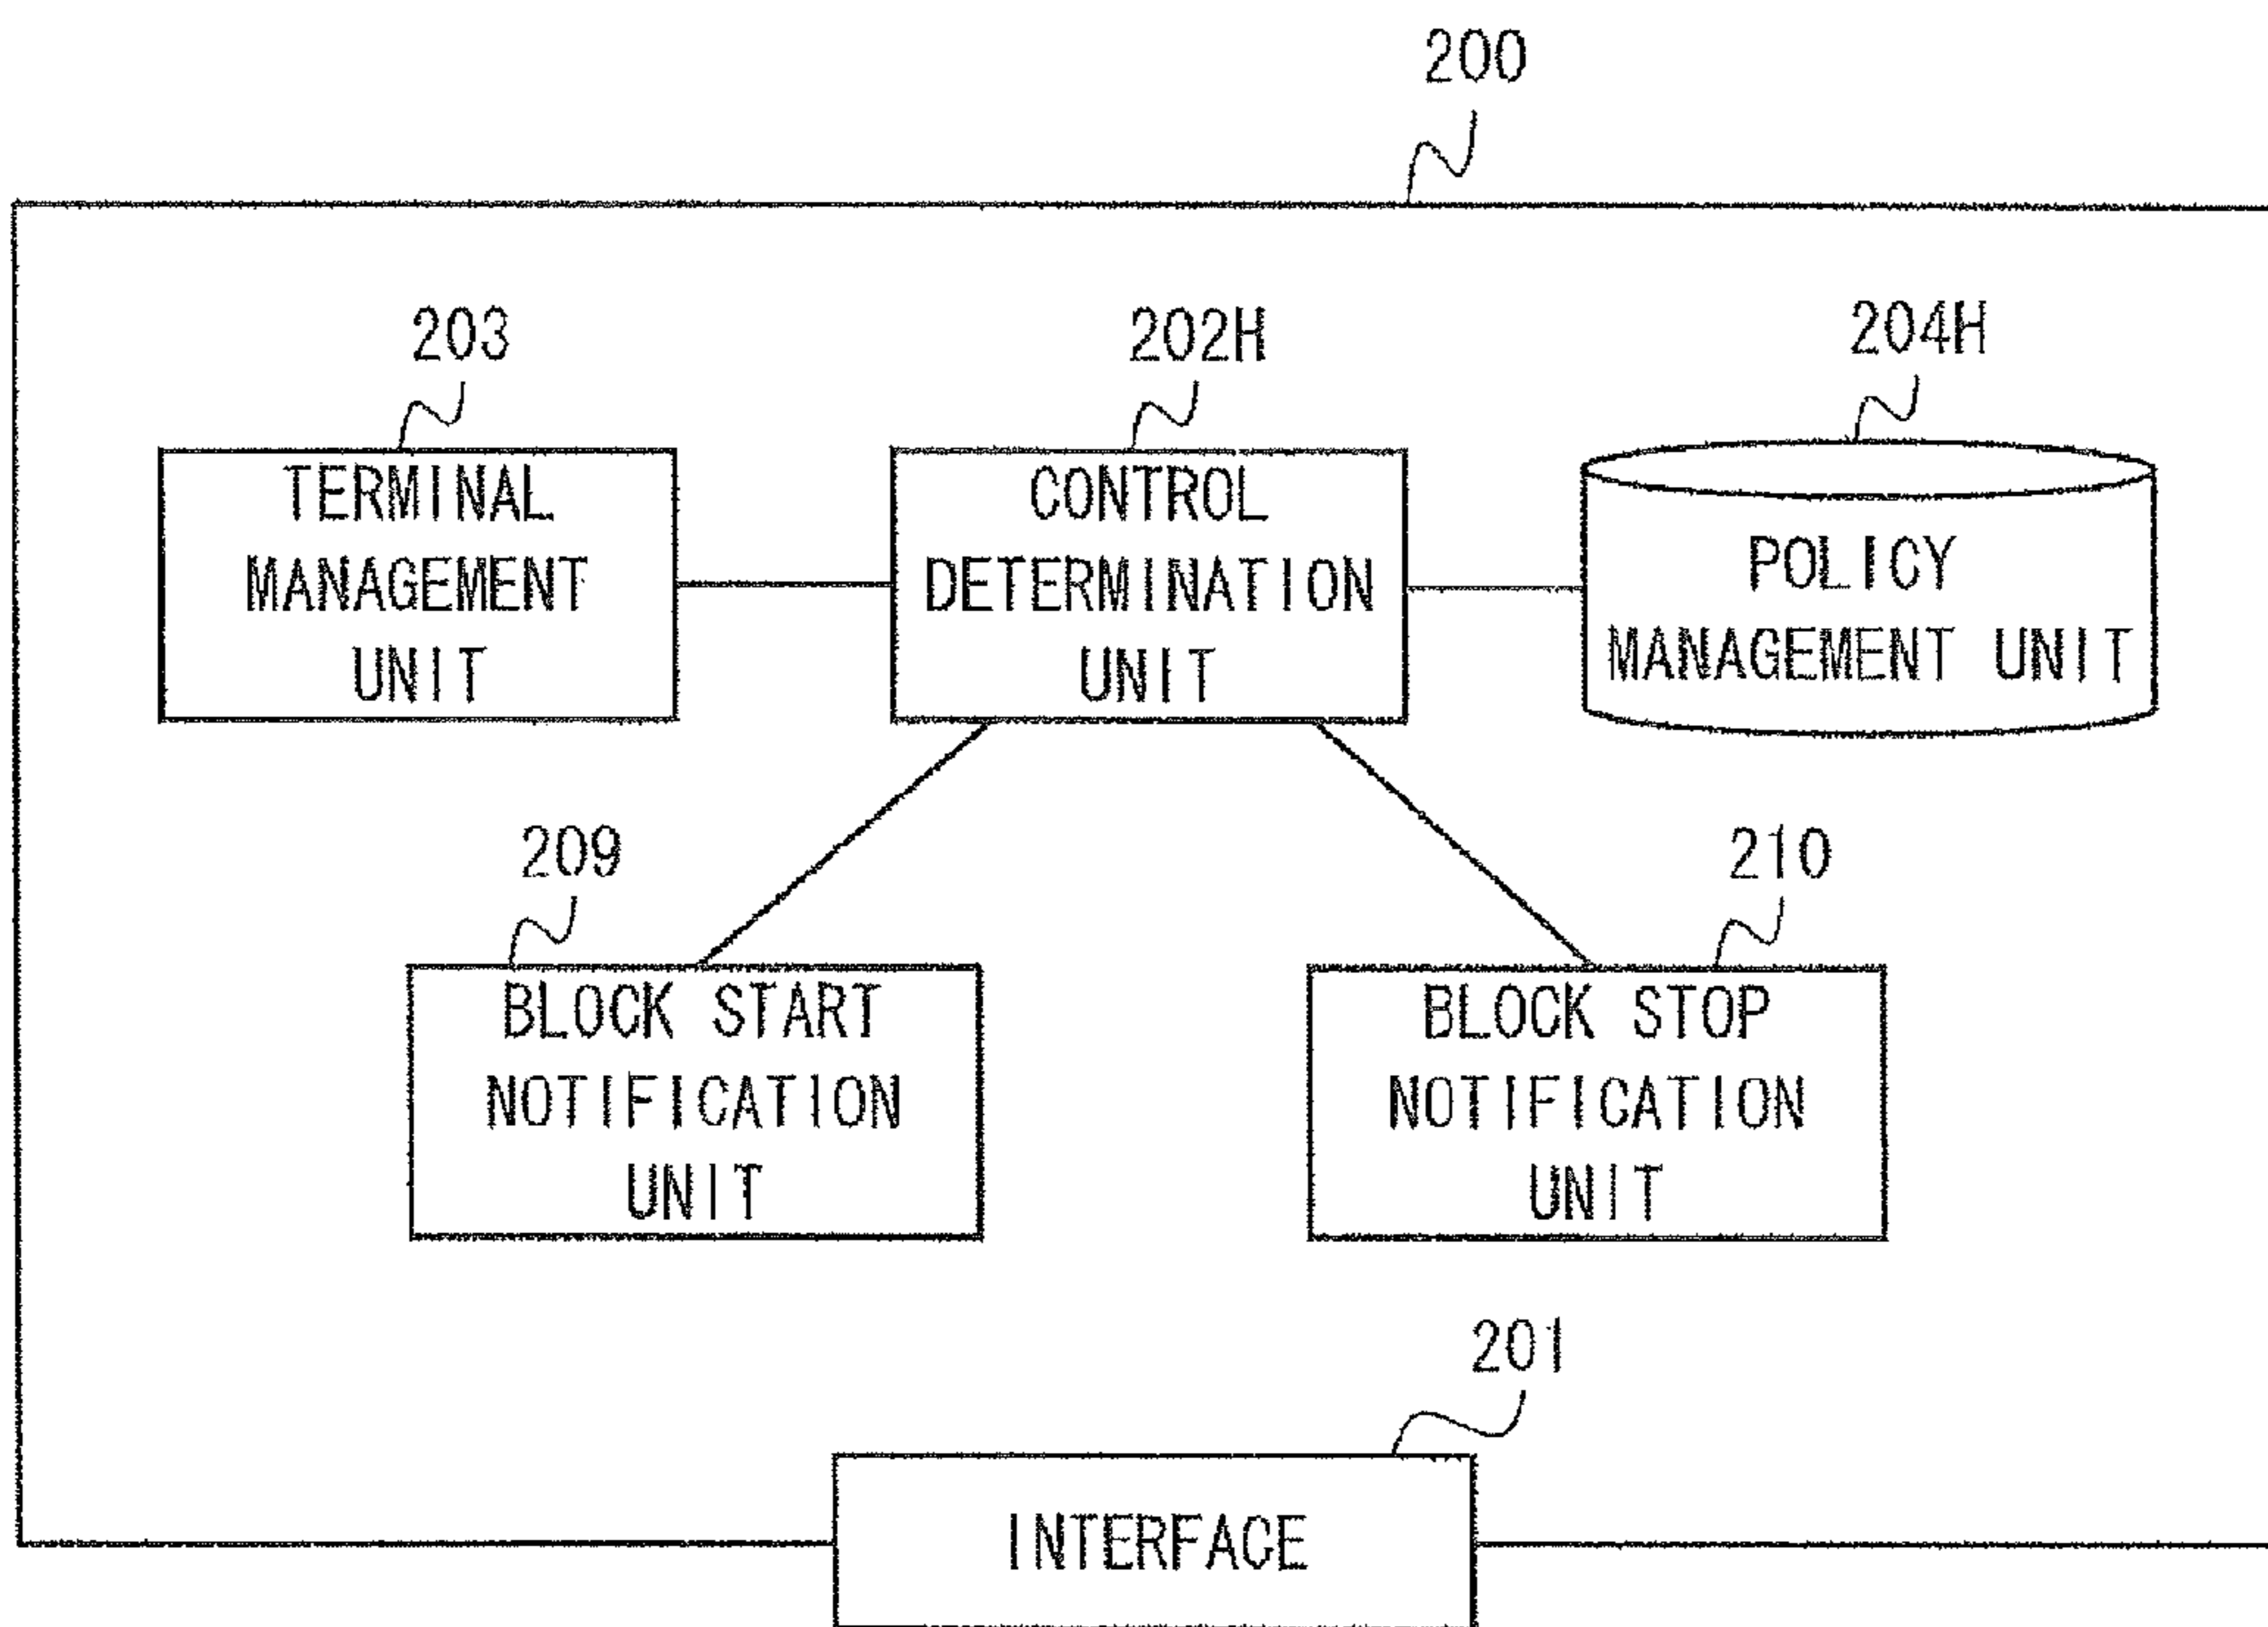 200
203
202H
204H
TERMINAL
MANAGEMENT
UNIT
CONTROL
DETERMINATION
UNIT
POLICY
MANAGEMENT UNIT
209
210
BLOCK START
NOTIFICATION
UNIT
BLOCK STOP
NOTIFICATION
UNIT
201
INTERFACE